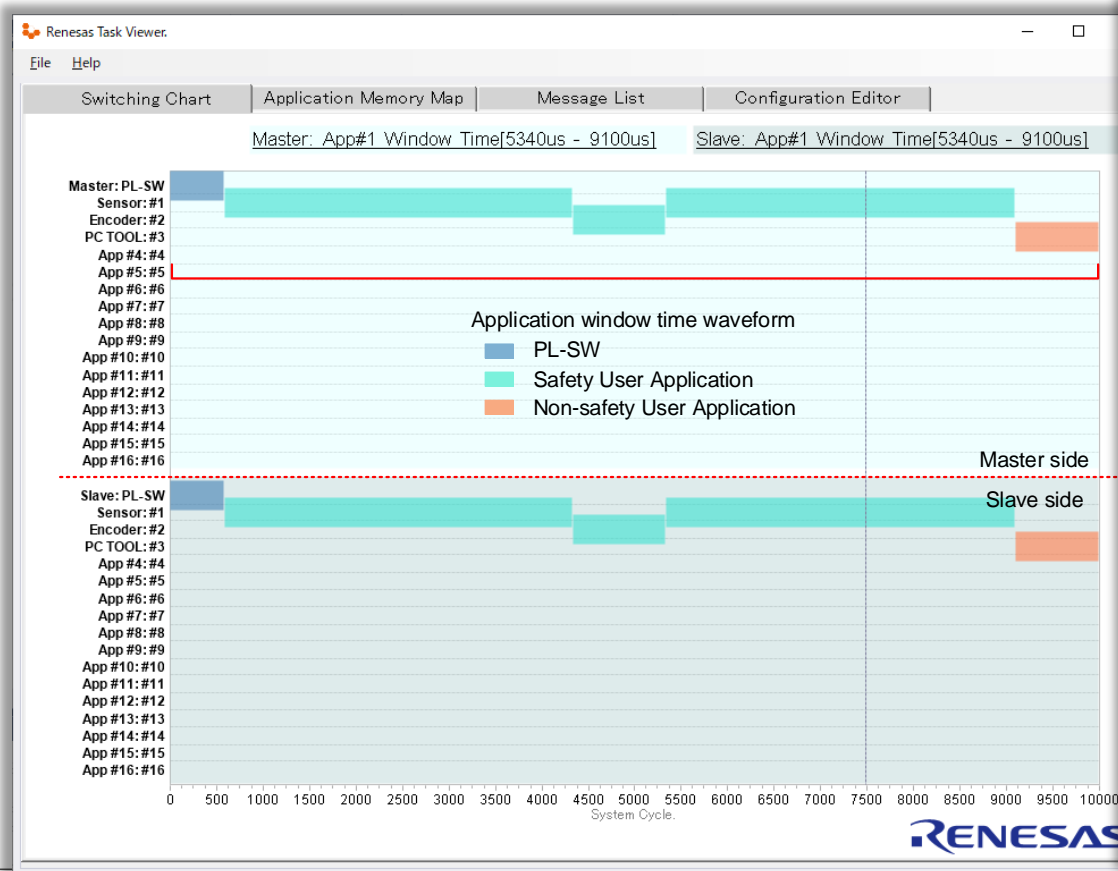 Renesas Task Viewer.
File Help
Switching Chart Application Memory Map Message List Configuration Editor
Master: App#1 Window Time[5340us - 9100us] Slave: App#1 Window Time[5340us - 9100us]
Master: PL-SW
Sensor: #1
Encoder: #2
PC TOOL: #3
App #4: #4
App #5: #5
App #6: #6
App #7: #7
App #8: #8
App #9: #9
App #10: #10
App #11: #11
App #12: #12
App #13: #13
App #14: #14
App #15: #15
App #16: #16
Application window time waveform
PL-SW
Safety User Application
Non-safety User Application
Master side
Slave side
Slave: PL-SW
Sensor: #1
Encoder: #2
PC TOOL: #3
App #4: #4
App #5: #5
App #6: #6
App #7: #7
App #8: #8
App #9: #9
App #10: #10
App #11: #11
App #12: #12
App #13: #13
App #14: #14
App #15: #15
App #16: #16
0 500 1000 1500 2000 2500 3000 3500 4000 4500 5000 5500 6000 6500 7000 7500 8000 8500 9000 9500 10000
System Cycle.
RENESAS